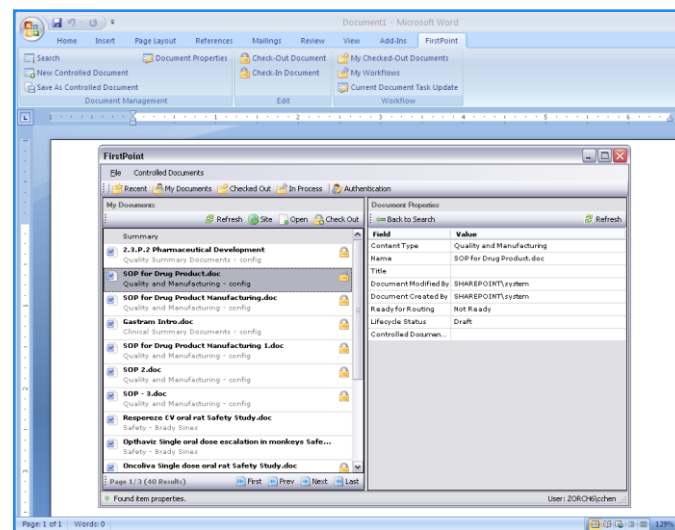 Document1 - Microsoft Word
Home Insert Page Layout References Mailings Review View Add-Ins FirstPoint
Search Document Properties Check-Out Document My Checked-Out Documents
New Controlled Document Check-In Document My Workflows
Save As Controlled Document Current Document Task Update
Document Management Edit Workflow
FirstPoint
File Controlled Documents
Recent My Documents Checked Out In Process Authentication
My Documents Document Properties
Refresh Site Open Check Out Back to Search Refresh
Summary
Field Value
2.3.P.2 Pharmaceutical Development
Quality Summary Documents - config
SOP for Drug Product.doc
Quality and Manufacturing - config
SOP for Drug Product Manufacturing.doc
Quality and Manufacturing - config
Gastram Intro.doc
Clinical Summary Documents - config
SOP for Drug Product Manufacturing 1.doc
Quality and Manufacturing - config
SOP 2.doc
Quality and Manufacturing - config
SOP - 3.doc
Quality and Manufacturing - config
Respereze CV oral rat Safety Study.doc
Safety - Brady Sines
Opthaviz Single oral dose escalation in monkeys Safe...
Safety - Brady Sines
Oncoliva Single dose oral rat Safety Study.doc
Content Type Quality and Manufacturing
Name SOP for Drug Product.doc
Title
Document Modified By SHAREPOINT\system
Document Created By SHAREPOINT\system
Ready for Routing Not Ready
Lifecycle Status Draft
Controlled Documen...
Page 1/3 (40 Results) First Prev Next Last
Found item properties. User: ZORCH6\cchen
Page: 1 of 1 Words: 0 129%